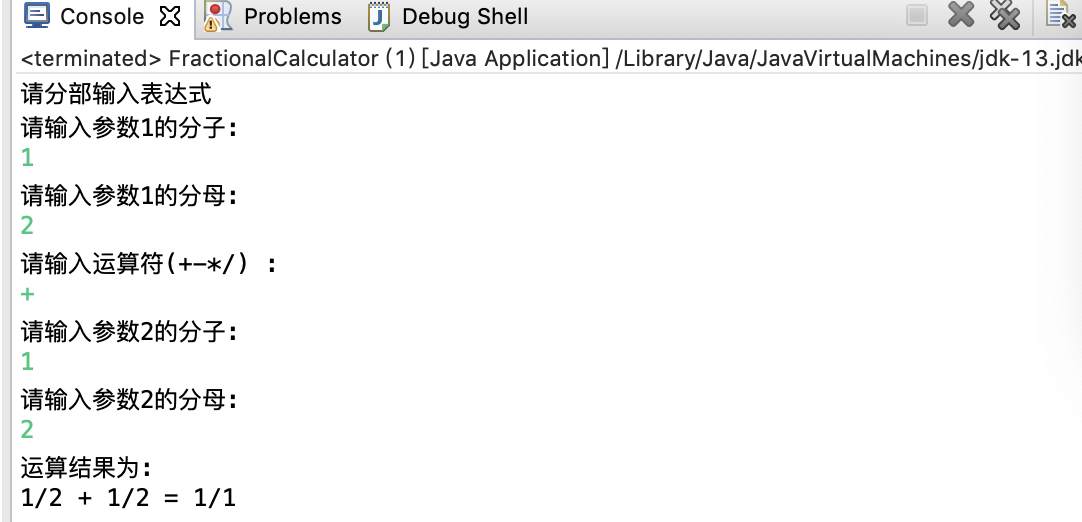 Console Problems Debug Shell
<terminated> FractionalCalculator (1) [Java Application] /Library/Java/JavaVirtualMachines/jdk-13.jdk
请分部输入表达式
请输入参数1的分子:
1
请输入参数1的分母:
2
请输入运算符(+-*/) :
+
请输入参数2的分子:
1
请输入参数2的分母:
2
运算结果为:
1/2 + 1/2 = 1/1